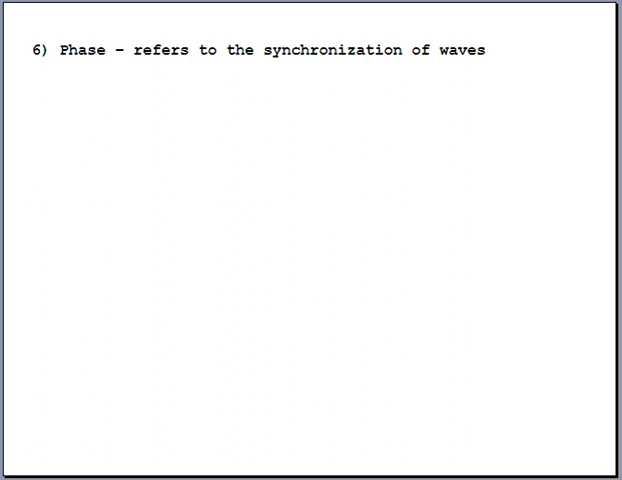 6) Phase – refers to the synchronization of waves